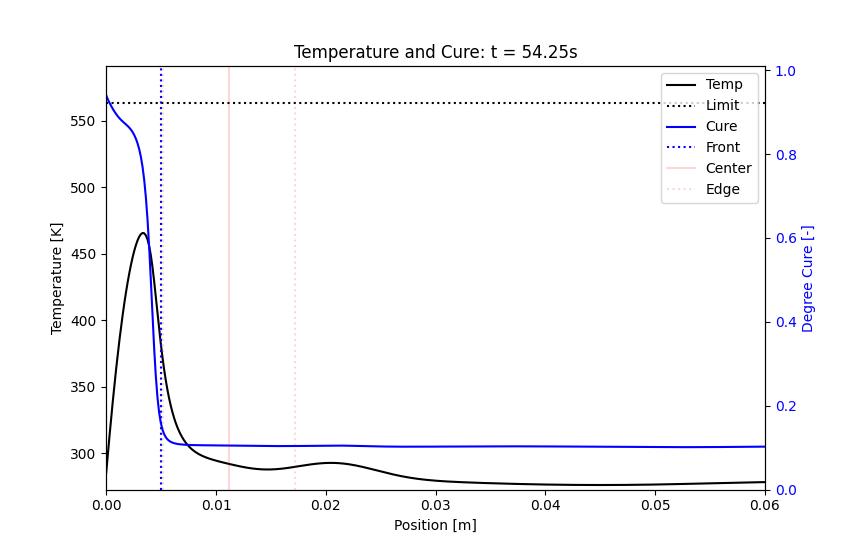 Temperature and Cure: t = 54.25s
Temp
Limit
Cure
Front
Center
Edge
550
500
450
400
350
300
Temperature [K]
1.0
0.8
0.6
0.4
0.2
0.0
Degree Cure [-]
0.00 0.01 0.02 0.03 0.04 0.05 0.06
Position [m]